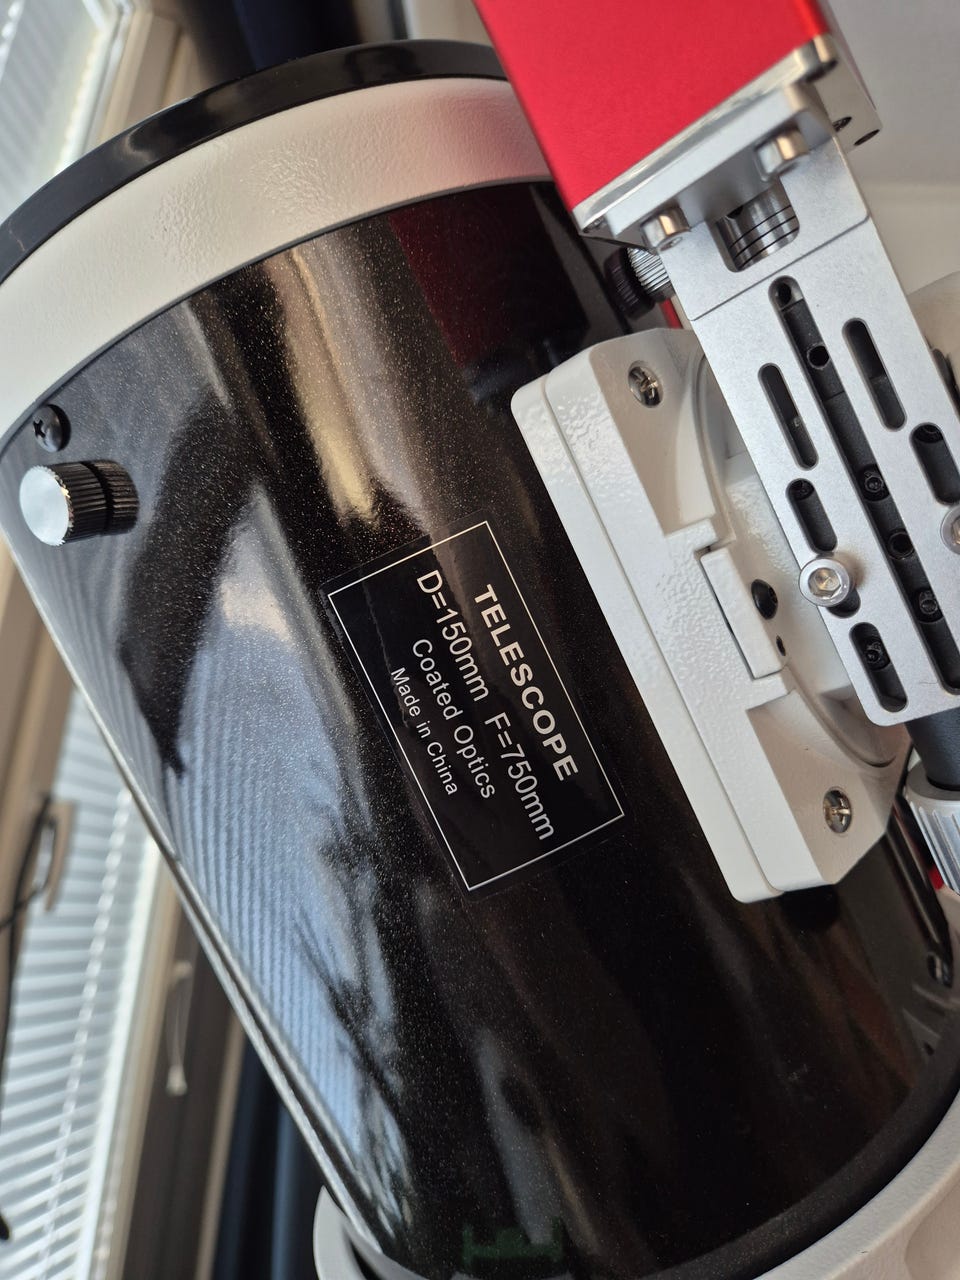 TELESCOPE
D=150mm F=750mm
Coated Optics
Made in China